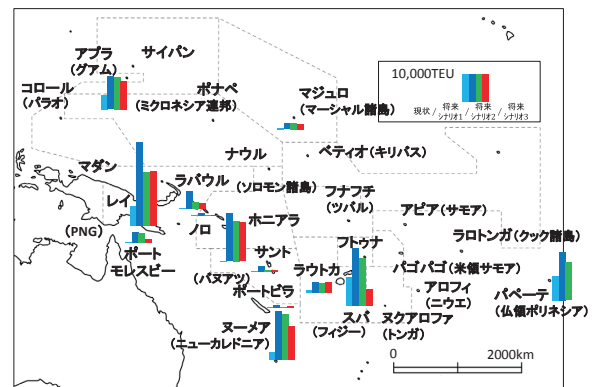 アプラ
(グアム)
サイパン
コロール
(パラオ)
ポナペ
(ミクロネシア連邦)
マジュロ
(マーシャル諸島)
10,000TEU
現状 / 将来シナリオ1 / 将来シナリオ2 / 将来シナリオ3
マダン
ナウル
ベティオ(キリバス)
ラバウル
(ソロモン諸島)
レイ
フナフチ
(ツバル)
アピア(サモア)
(PNG)
ノロ
ホニアラ
ラロトンガ(クック諸島)
ポート
モレスビー
サント
フトゥナ
(バヌアツ)
ラウトカ
パゴパゴ(米領サモア)
ポートビラ
アロフィ
(ニウエ)
パペーテ
(仏領ポリネシア)
ヌーメア
(ニューカレドニア)
スバ
(フィジー)
ヌクアロファ
(トンガ)
0 2000km